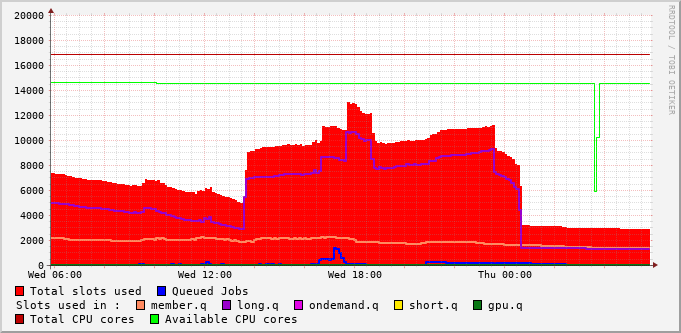 20000
18000
16000
14000
12000
10000
8000
6000
4000
2000
0
Wed 06:00 Wed 12:00 Wed 18:00 Thu 00:00
Total slots used Queued Jobs
Slots used in : member.q long.q ondemand.q short.q gpu.q
Total CPU cores Available CPU cores
RRDTOOL / TOBI OETIKER